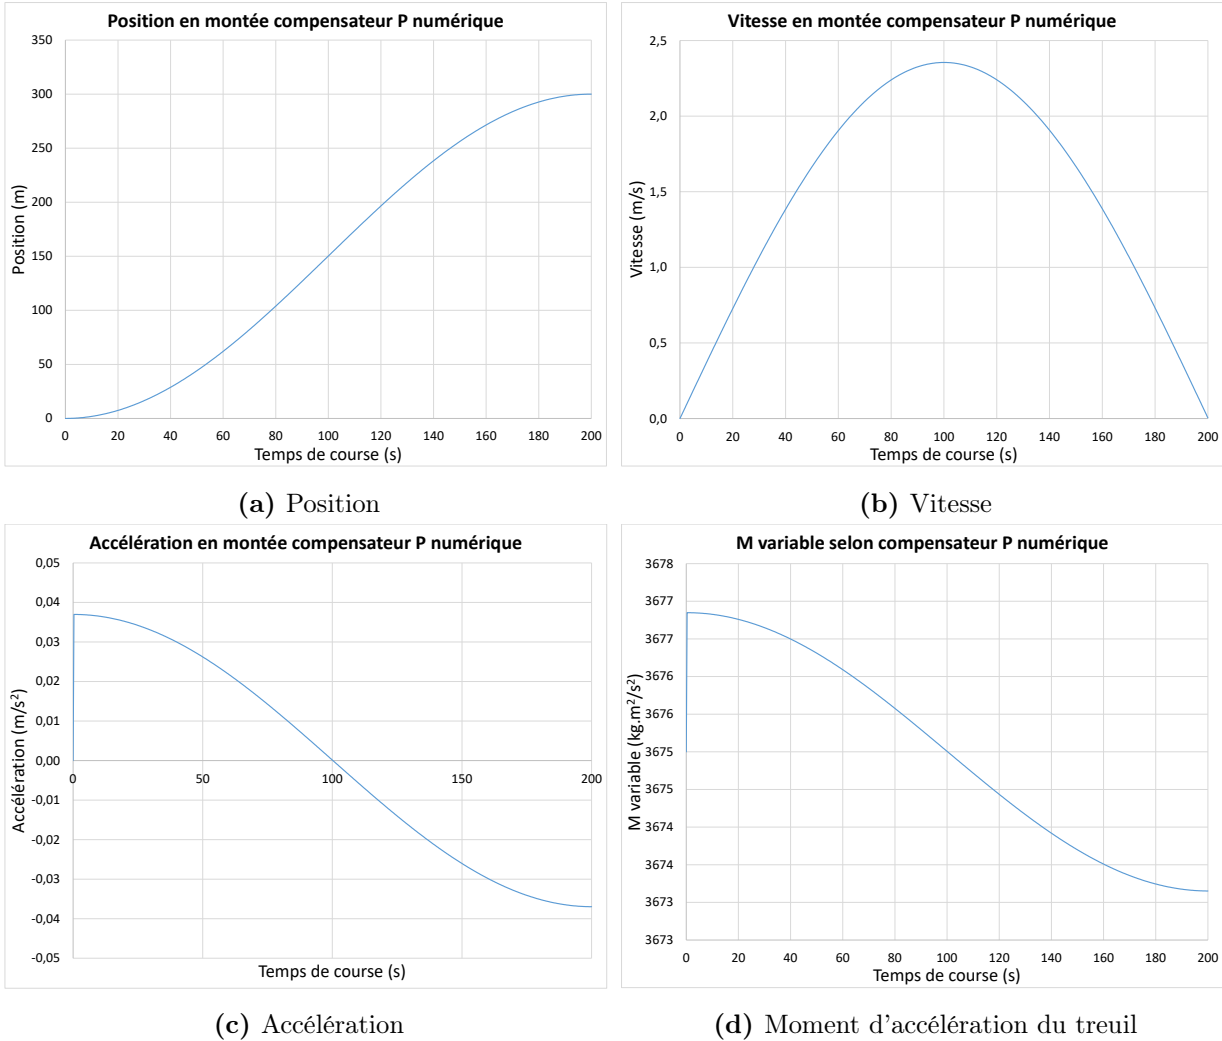 Position en montée compensateur P numérique
350
300
250
200
150
100
50
0
Position (m)
0 20 40 60 80 100 120 140 160 180 200
Temps de course (s)
(a) Position
Vitesse en montée compensateur P numérique
2,5
2,0
1,5
1,0
0,5
0,0
Vitesse (m/s)
0 20 40 60 80 100 120 140 160 180 200
Temps de course (s)
(b) Vitesse
Accélération en montée compensateur P numérique
0,05
0,04
0,03
0,02
0,01
0,00
-0,01
-0,02
-0,03
-0,04
-0,05
Accélération (m/s²)
0 50 100 150 200
Temps de course (s)
(c) Accélération
M variable selon compensateur P numérique
3678
3677
3677
3676
3676
3675
3675
3674
3674
3673
3673
M variable (kg.m²/s²)
0 20 40 60 80 100 120 140 160 180 200
Temps de course (s)
(d) Moment d'accélération du treuil